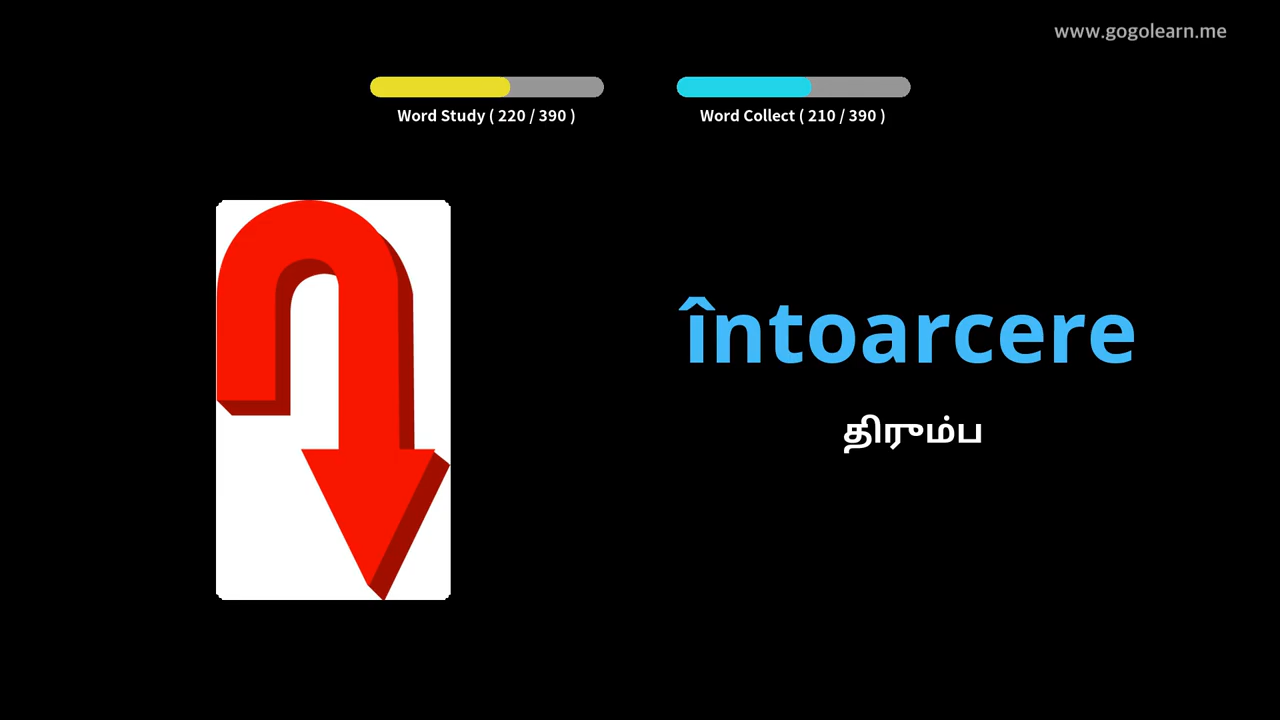 www.gogolearn.me
Word Study ( 220 / 390 )
Word Collect ( 210 / 390 )
întoarcere
திரும்ப